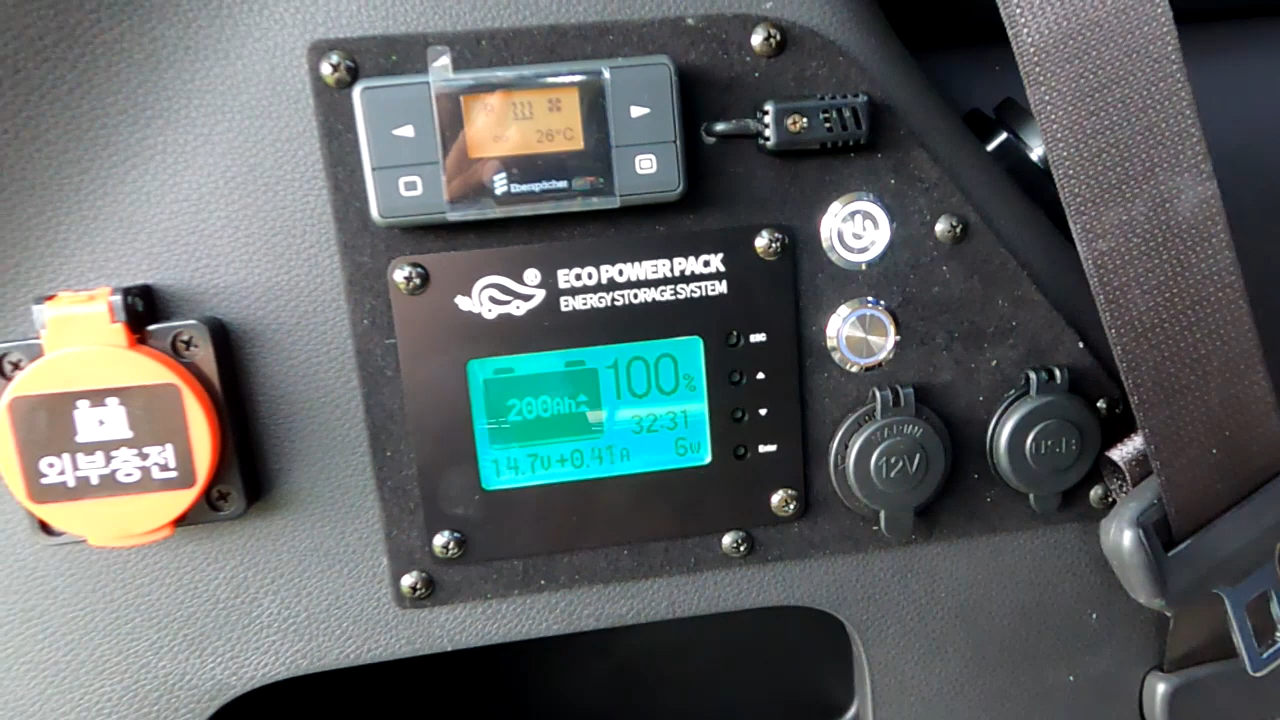 26°C
Eberspächer
ECO POWER PACK
ENERGY STORAGE SYSTEM
ESC
100%
200Ah
32:31
14.7V+0.41A
6W
Enter
외부충전
MARINE
12V
USB